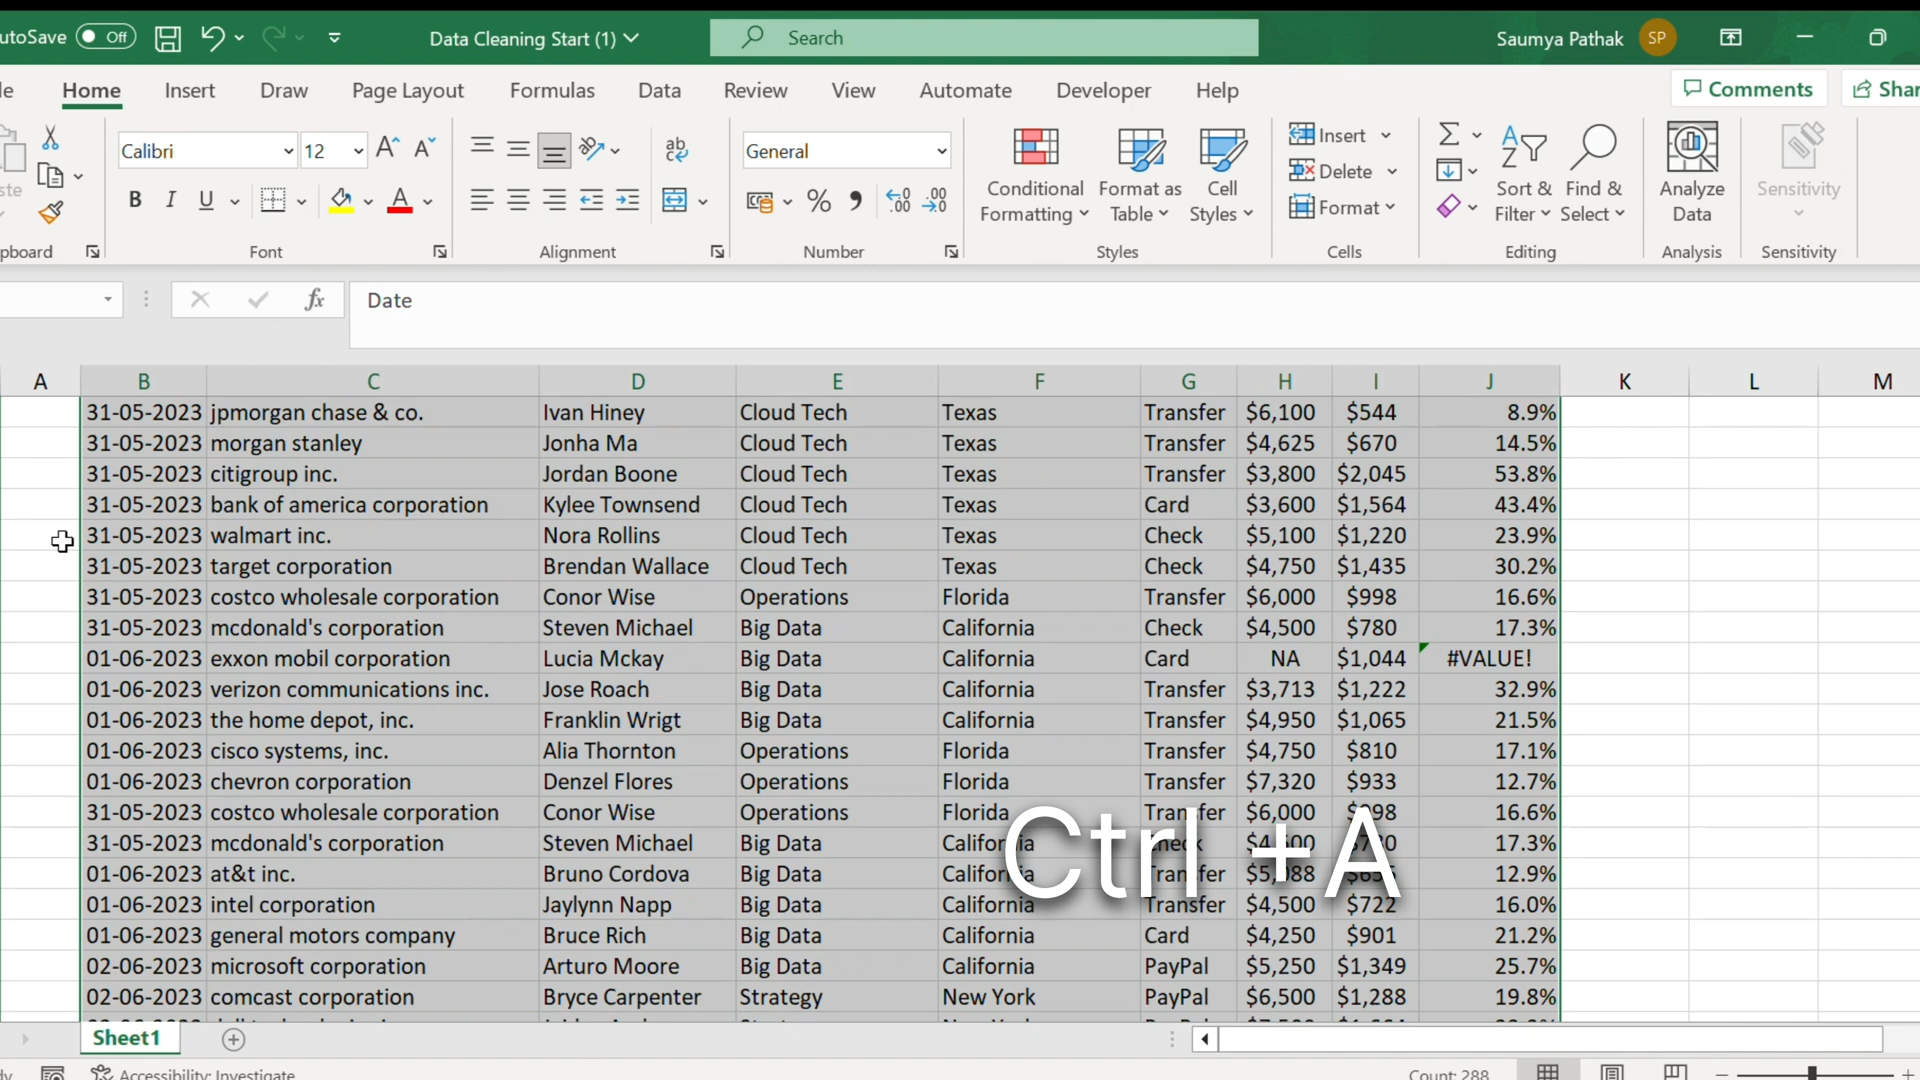 utoSave Off Data Cleaning Start (1) Search Saumya Pathak SP
le Home Insert Draw Page Layout Formulas Data Review View Automate Developer Help Comments Shar
ste Calibri 12 General Conditional Formatting Format as Table Cell Styles Insert Delete Format Sort & Filter Find & Select Analyze Data Sensitivity
pboard Font Alignment Number Styles Cells Editing Analysis Sensitivity
fx Date
A B C D E F G H I J K L M
31-05-2023 jpmorgan chase & co. Ivan Hiney Cloud Tech Texas Transfer $6,100 $544 8.9%
31-05-2023 morgan stanley Jonha Ma Cloud Tech Texas Transfer $4,625 $670 14.5%
31-05-2023 citigroup inc. Jordan Boone Cloud Tech Texas Transfer $3,800 $2,045 53.8%
31-05-2023 bank of america corporation Kylee Townsend Cloud Tech Texas Card $3,600 $1,564 43.4%
31-05-2023 walmart inc. Nora Rollins Cloud Tech Texas Check $5,100 $1,220 23.9%
31-05-2023 target corporation Brendan Wallace Cloud Tech Texas Check $4,750 $1,435 30.2%
31-05-2023 costco wholesale corporation Conor Wise Operations Florida Transfer $6,000 $998 16.6%
31-05-2023 mcdonald's corporation Steven Michael Big Data California Check $4,500 $780 17.3%
01-06-2023 exxon mobil corporation Lucia Mckay Big Data California Card NA $1,044 #VALUE!
01-06-2023 verizon communications inc. Jose Roach Big Data California Transfer $3,713 $1,222 32.9%
01-06-2023 the home depot, inc. Franklin Wrigt Big Data California Transfer $4,950 $1,065 21.5%
01-06-2023 cisco systems, inc. Alia Thornton Operations Florida Transfer $4,750 $810 17.1%
01-06-2023 chevron corporation Denzel Flores Operations Florida Transfer $7,320 $933 12.7%
31-05-2023 costco wholesale corporation Conor Wise Operations Florida Transfer $6,000 $998 16.6%
31-05-2023 mcdonald's corporation Steven Michael Big Data California Check $4,500 $780 17.3%
Ctrl +A
01-06-2023 at&t inc. Bruno Cordova Big Data California Transfer $5,088 12.9%
01-06-2023 intel corporation Jaylynn Napp Big Data California Transfer $4,500 $722 16.0%
01-06-2023 general motors company Bruce Rich Big Data California Card $4,250 $901 21.2%
02-06-2023 microsoft corporation Arturo Moore Big Data California PayPal $5,250 $1,349 25.7%
02-06-2023 comcast corporation Bryce Carpenter Strategy New York PayPal $6,500 $1,288 19.8%
Sheet1
Accessibility: Investigate Count: 288